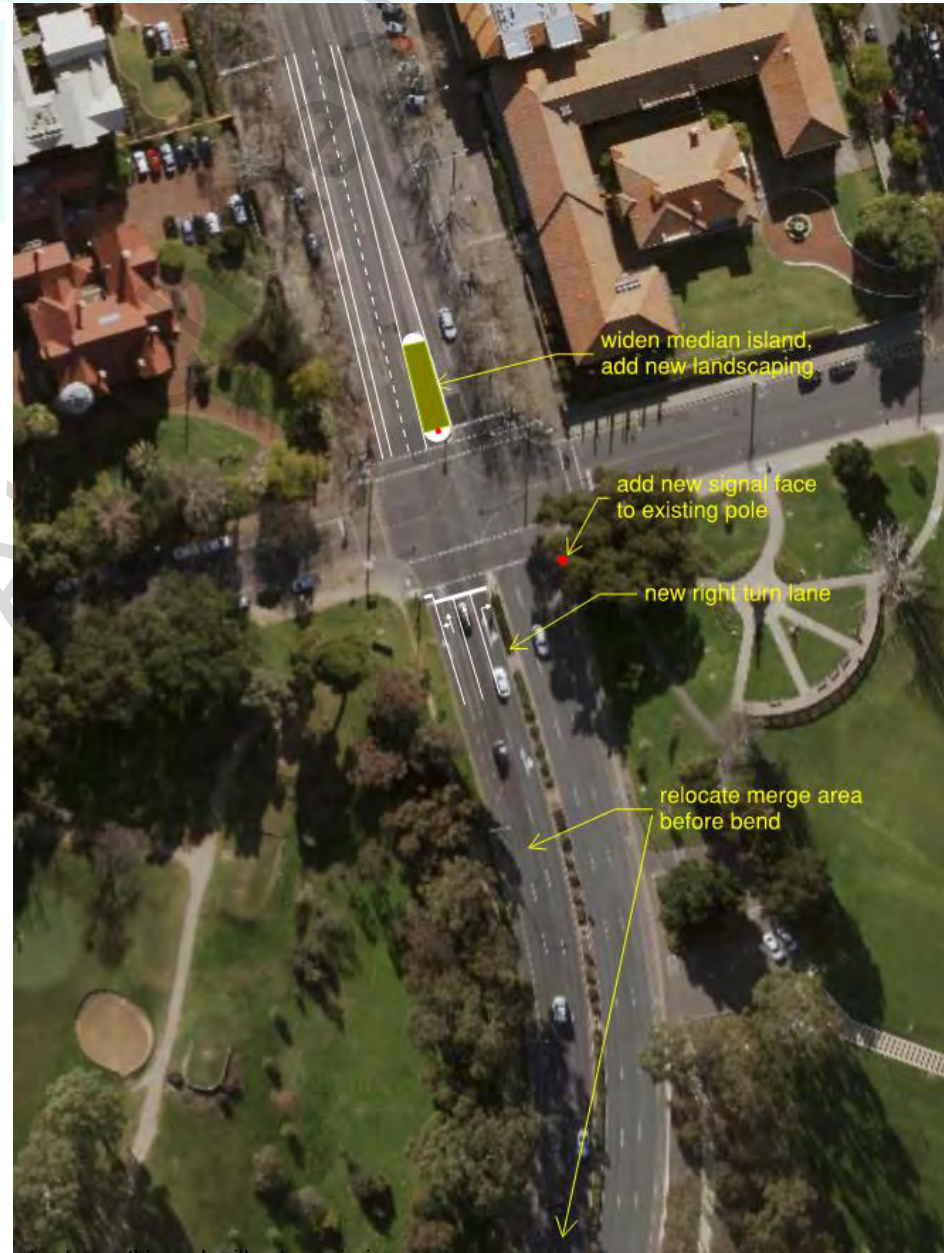 widen median island,
add new landscaping
add new signal face
to existing pole
new right turn lane
relocate merge area
before bend